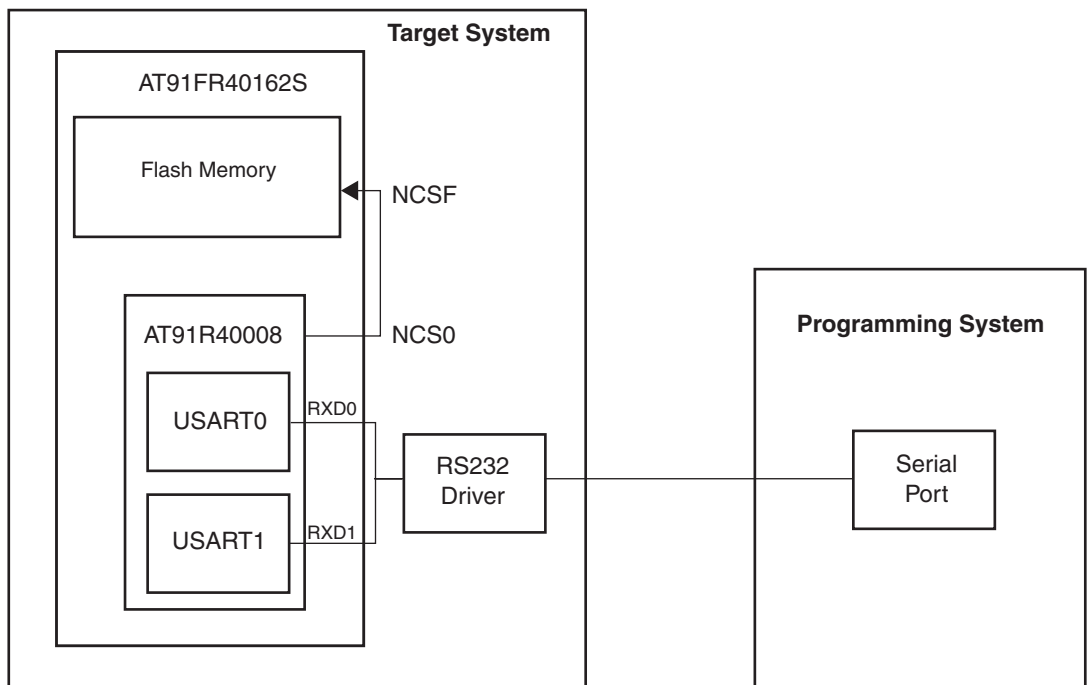 Target System
AT91FR40162S
Flash Memory
NCSF
AT91R40008
NCS0
Programming System
USART0
RXD0
RS232
Driver
Serial
Port
USART1
RXD1